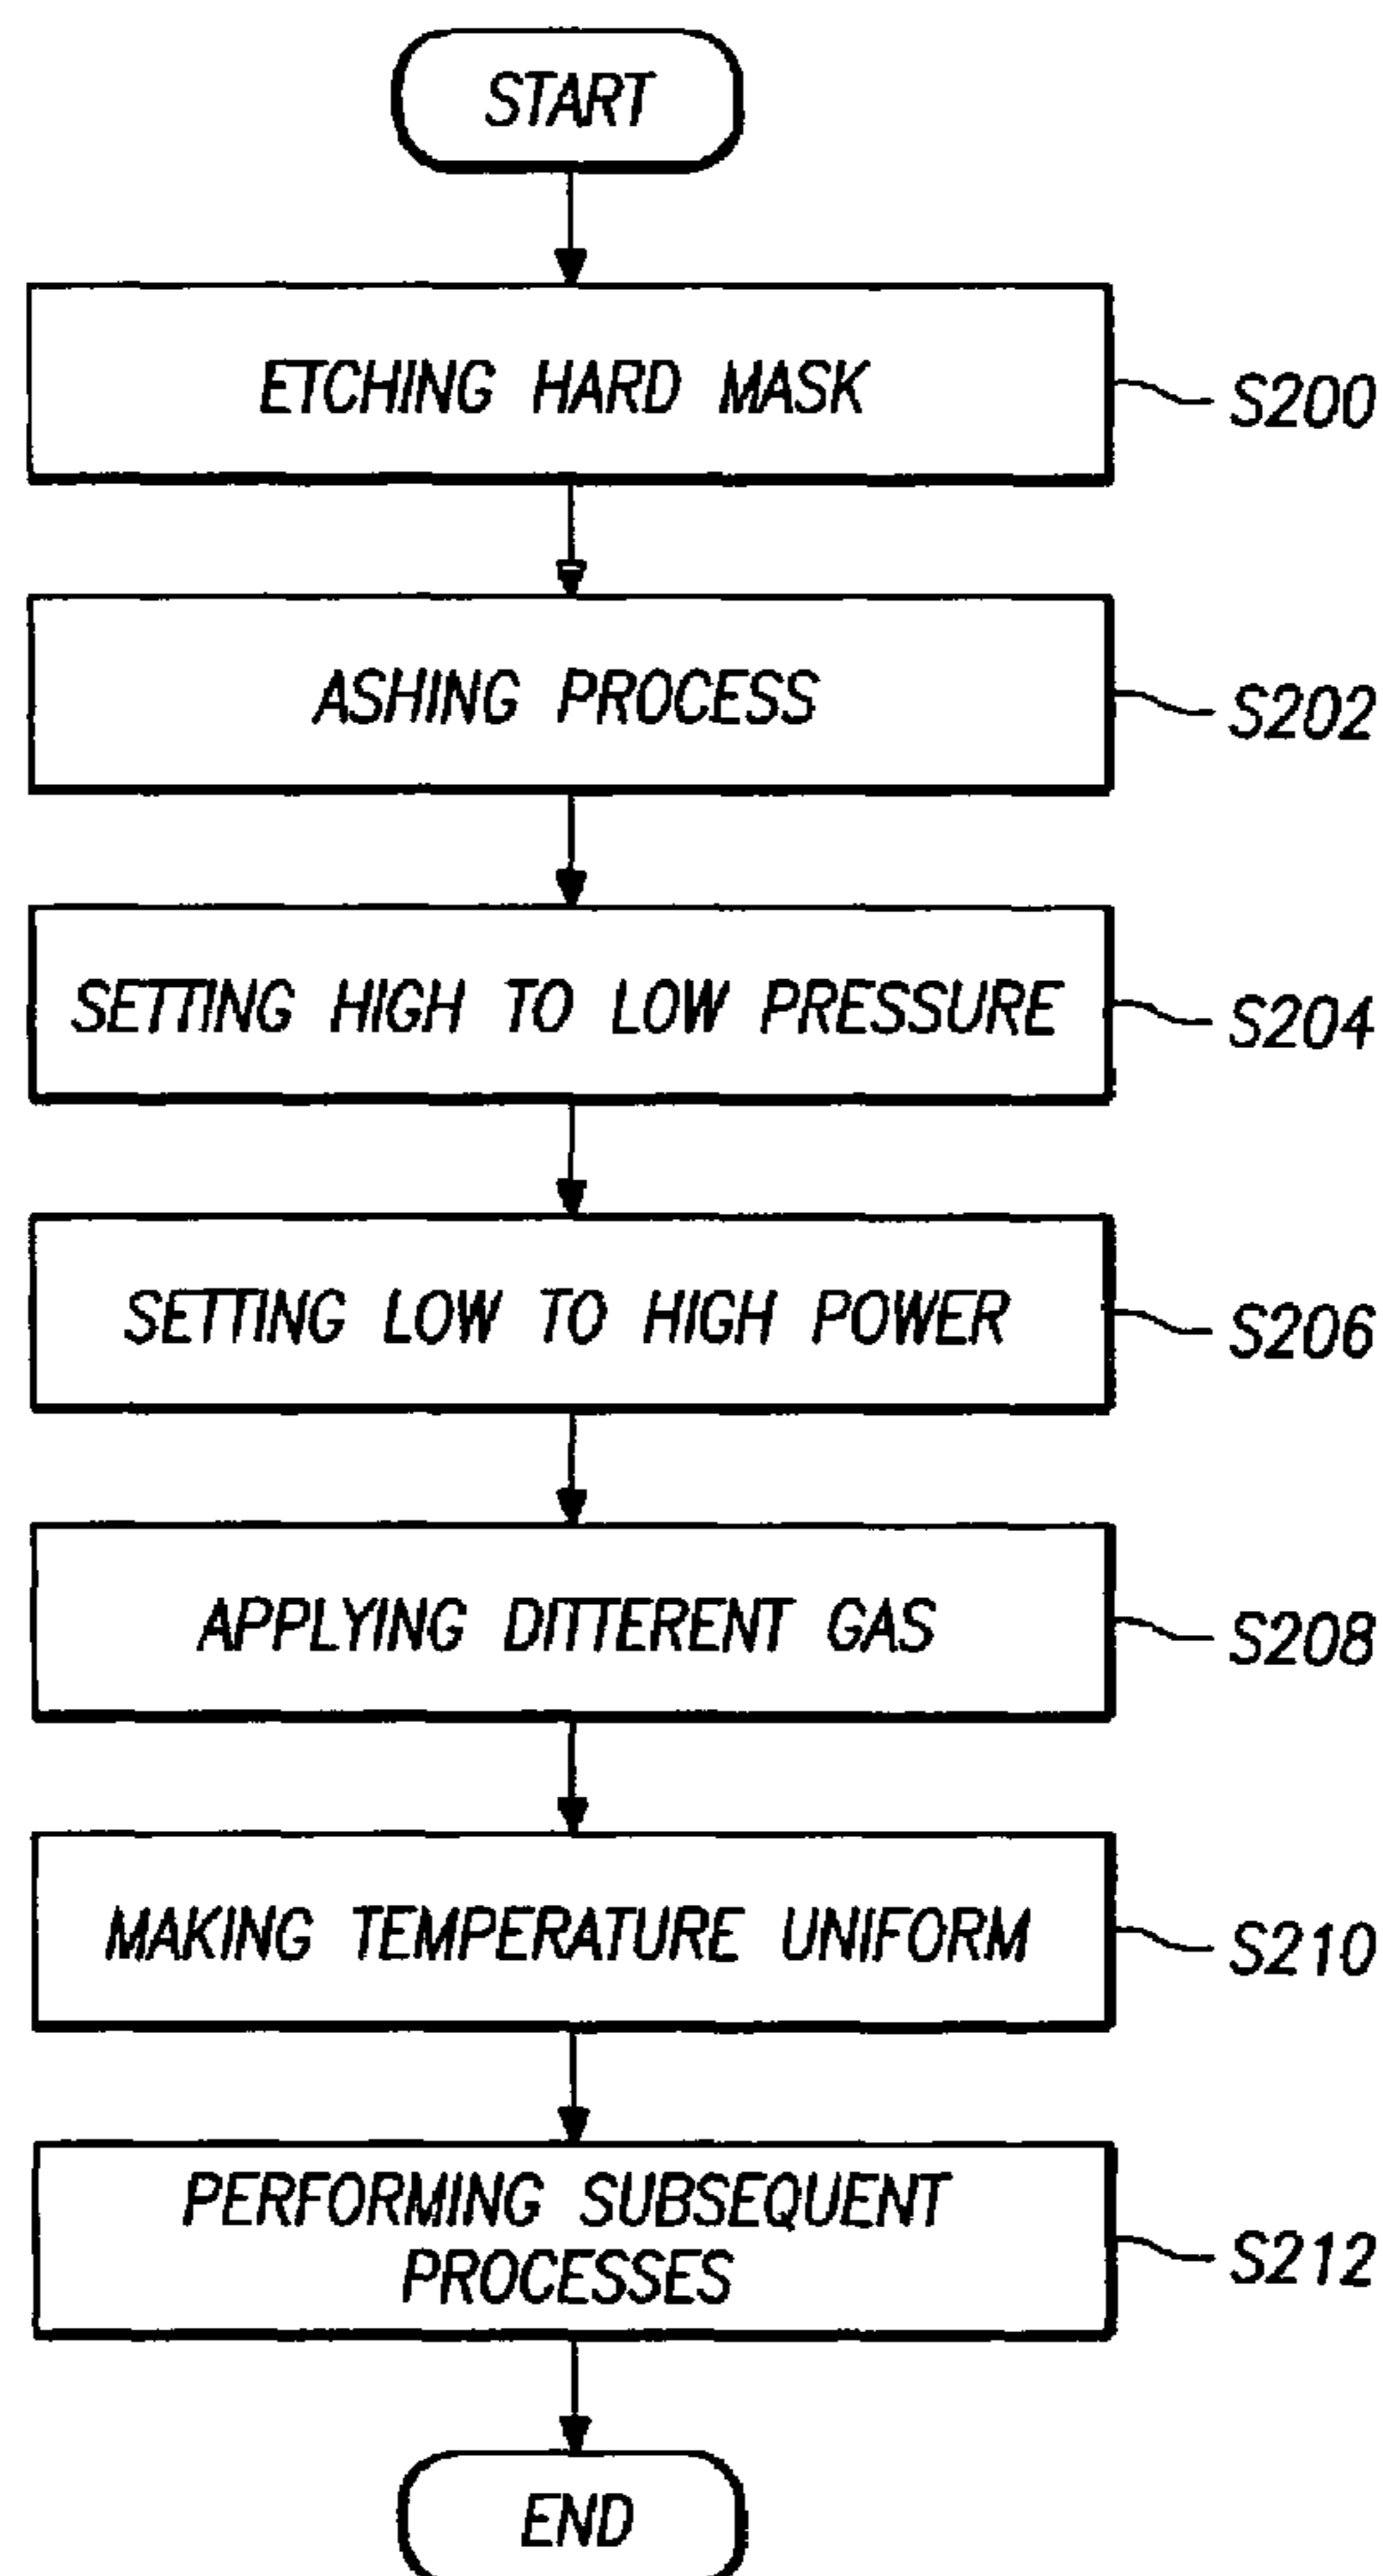 START
ETCHING HARD MASK
S200
ASHING PROCESS
S202
SETTING HIGH TO LOW PRESSURE
S204
SETTING LOW TO HIGH POWER
S206
APPLYING DITTERENT GAS
S208
MAKING TEMPERATURE UNIFORM
S210
PERFORMING SUBSEQUENT
PROCESSES
S212
END